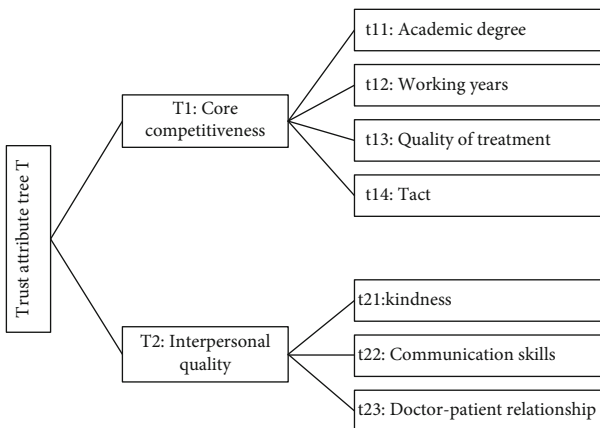 Trust attribute tree T
T1: Core
competitiveness
t11: Academic degree
t12: Working years
t13: Quality of treatment
t14: Tact
T2: Interpersonal
quality
t21:kindness
t22: Communication skills
t23: Doctor-patient relationship